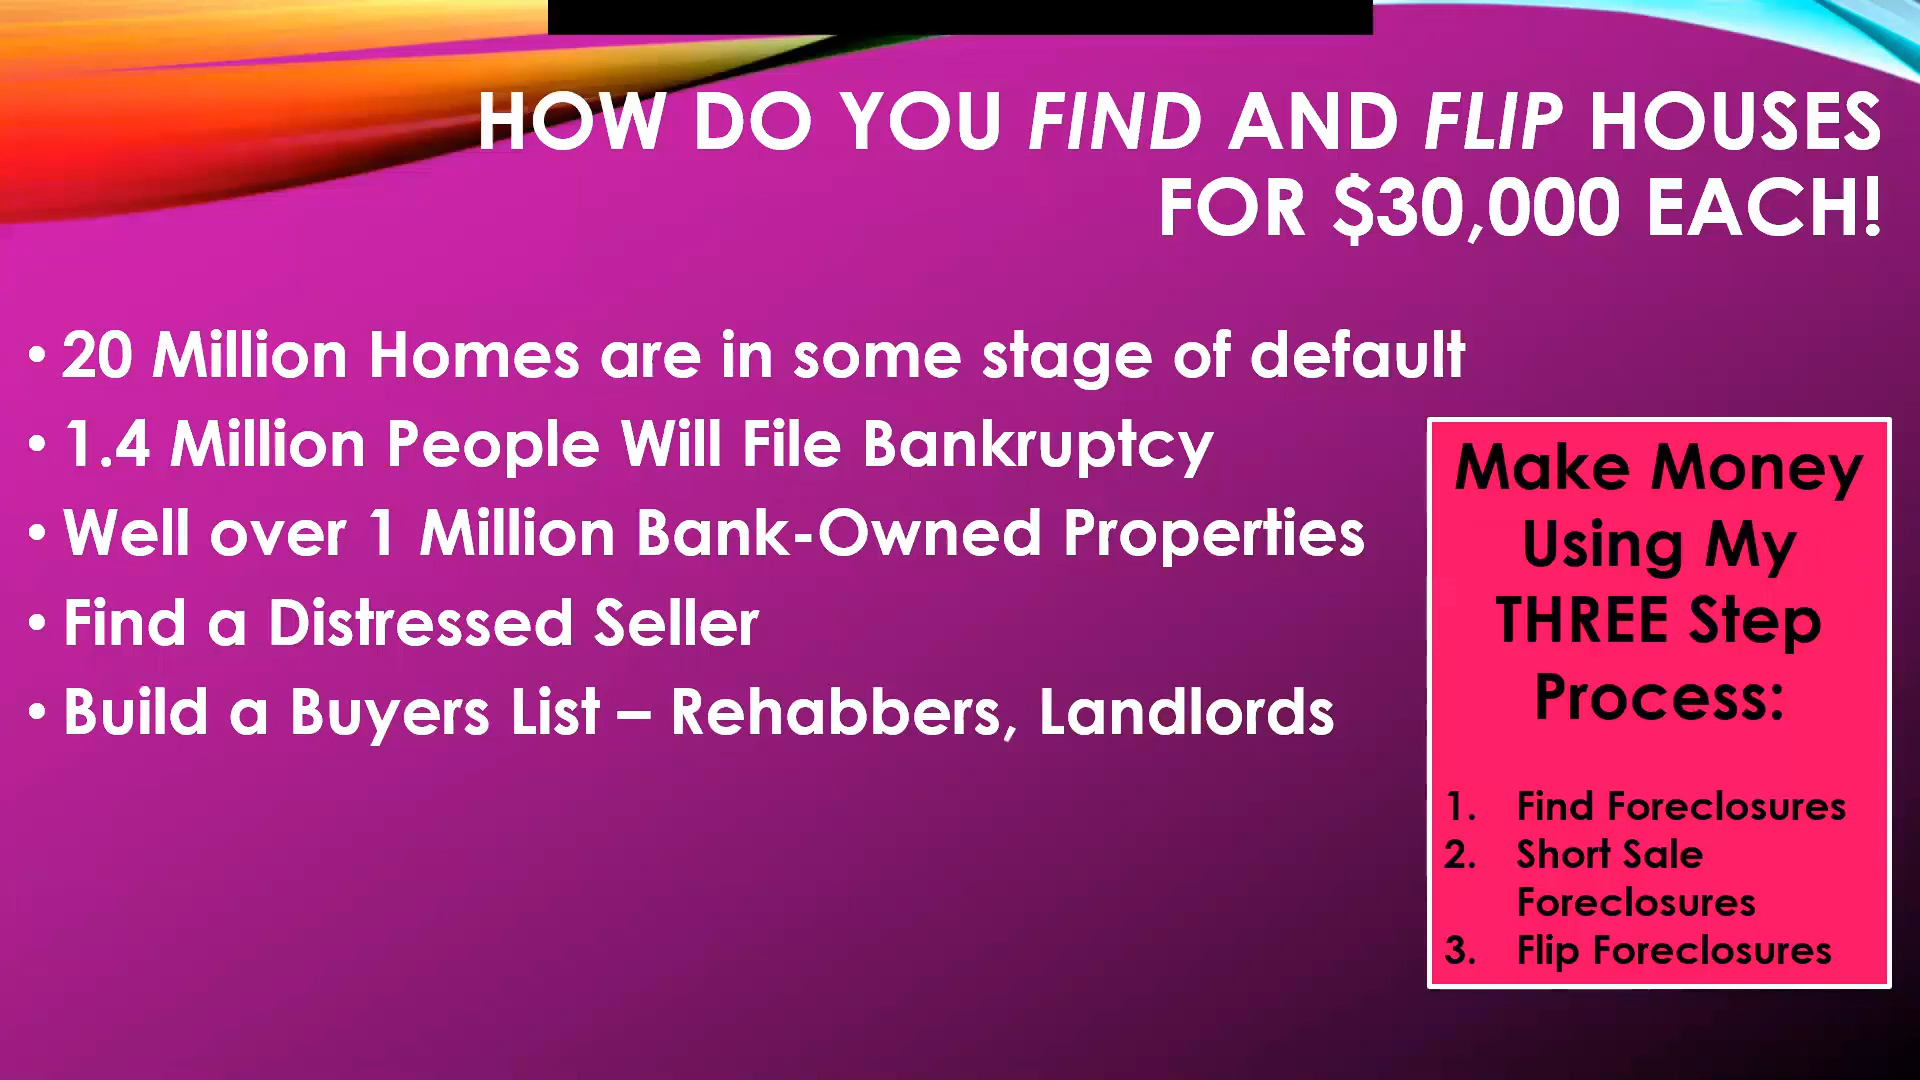 HOW DO YOU FIND AND FLIP HOUSES
FOR $30,000 EACH!
• 20 Million Homes are in some stage of default
• 1.4 Million People Will File Bankruptcy
• Well over 1 Million Bank-Owned Properties
• Find a Distressed Seller
• Build a Buyers List – Rehabbers, Landlords
Make Money
Using My
THREE Step
Process:
1. Find Foreclosures
2. Short Sale
Foreclosures
3. Flip Foreclosures